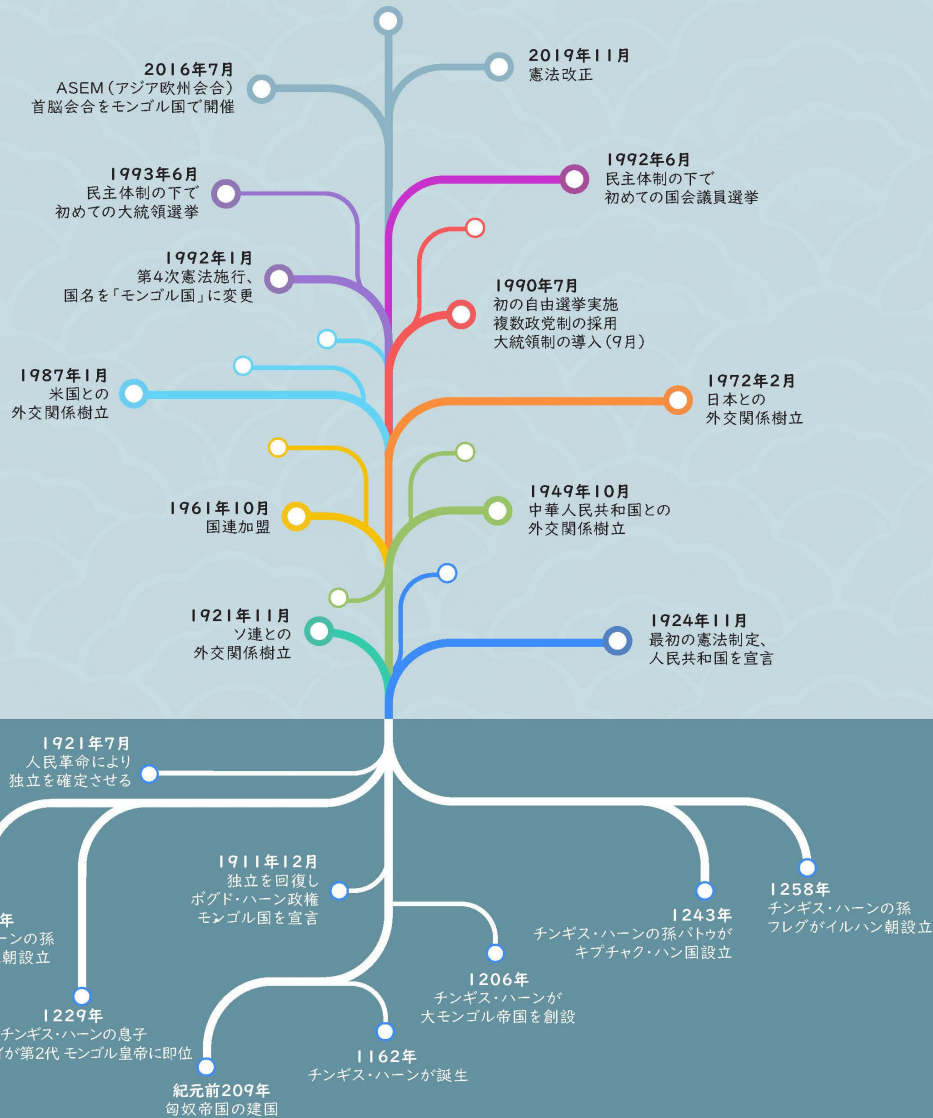 2019年11月
憲法改正
2016年7月
ASEM（アジア欧州会合）
首脳会合をモンゴル国で開催
1992年6月
民主体制の下で
初めての国会議員選挙
1993年6月
民主体制の下で
初めての大統領選挙
1992年1月
第4次憲法施行、
国名を「モンゴル国」に変更
1990年7月
初の自由選挙実施
複数政党制の採用
大統領制の導入（9月）
1987年1月
米国との
外交関係樹立
1972年2月
日本との
外交関係樹立
1961年10月
国連加盟
1949年10月
中華人民共和国との
外交関係樹立
1921年11月
ソ連との
外交関係樹立
1924年11月
最初の憲法制定、
人民共和国を宣言
1921年7月
人民革命により
独立を確定させる
1911年12月
独立を回復し
ボグド・ハーン政権
モンゴル国を宣言
1258年
チンギス・ハーンの孫
フレグがイルハン朝設立
1243年
チンギス・ハーンの孫バトゥが
キプチャク・ハン国設立
年
ーンの孫
朝設立
1206年
チンギス・ハーンが
大モンゴル帝国を創設
1229年
チンギス・ハーンの息子
イが第2代 モンゴル皇帝に即位
1162年
チンギス・ハーンが誕生
紀元前209年
匈奴帝国の建国